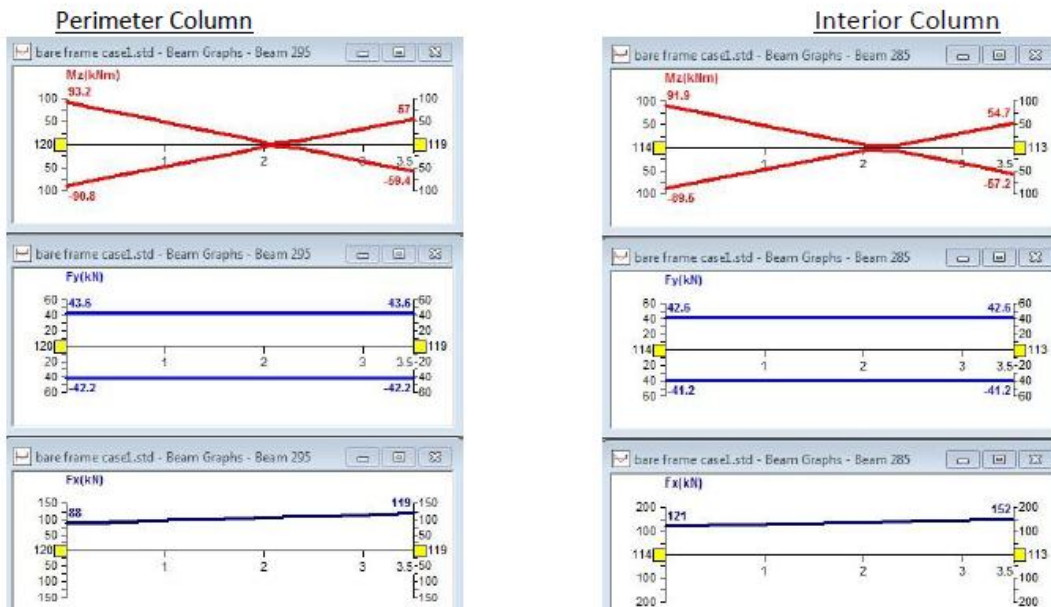 Perimeter Column
Interior Column
bare frame case1.std - Beam Graphs - Beam 295
Mz(kNm)
93.2
57
100 100
50 50
120 119
2 3.5
50 50
100 100
-90.8
-59.4
bare frame case1.std - Beam Graphs - Beam 295
Fy(kN)
60 43.6 43.6 60
40 40
20 20
120 119
1 2 3 3.5
20 20
40 40
60 -42.2 -42.2 60
bare frame case1.std - Beam Graphs - Beam 295
Fx(kN)
150 119 150
100 88 100
50 50
120 119
1 2 3 3.5
50 50
100 100
150 150
bare frame case1.std - Beam Graphs - Beam 285
Mz(kNm)
91.9
54.7
100 100
50 50
114 113
1 2 3 3.5
50 50
100 100
-89.5
-57.2
bare frame case1.std - Beam Graphs - Beam 285
Fy(kN)
60 42.6 42.6 60
40 40
20 20
114 113
1 2 3 3.5
20 20
40 40
60 -41.2 -41.2 60
bare frame case1.std - Beam Graphs - Beam 285
Fx(kN)
200 152 200
100 121 100
114 113
1 2 3 3.5
100 100
200 200